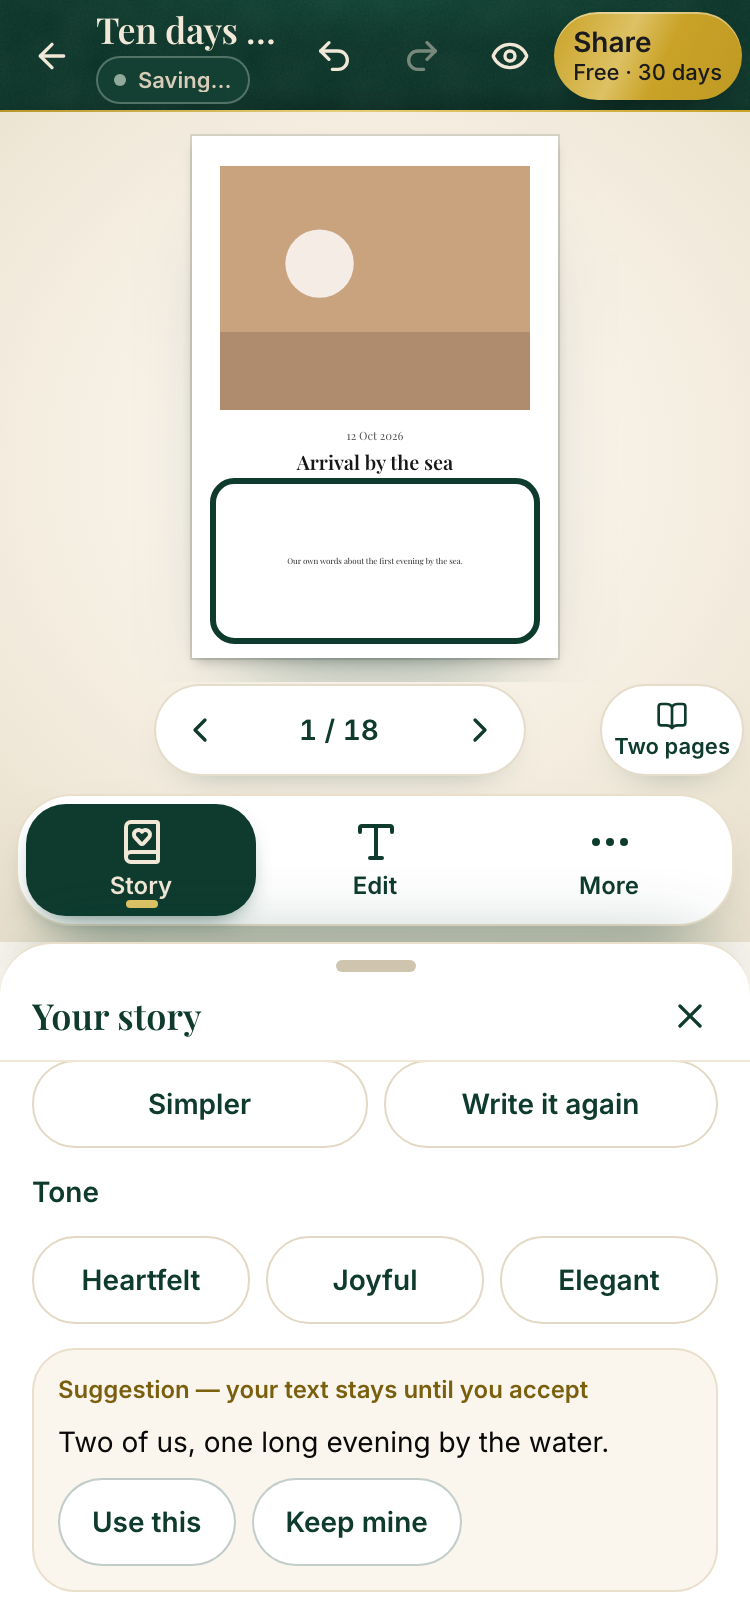 Ten days ...
Saving...
Share
Free · 30 days
12 Oct 2026
Arrival by the sea
Our own words about the first evening by the sea.
1 / 18
Two pages
Story
Edit
More
Your story
Simpler
Write it again
Tone
Heartfelt
Joyful
Elegant
Suggestion — your text stays until you accept
Two of us, one long evening by the water.
Use this
Keep mine